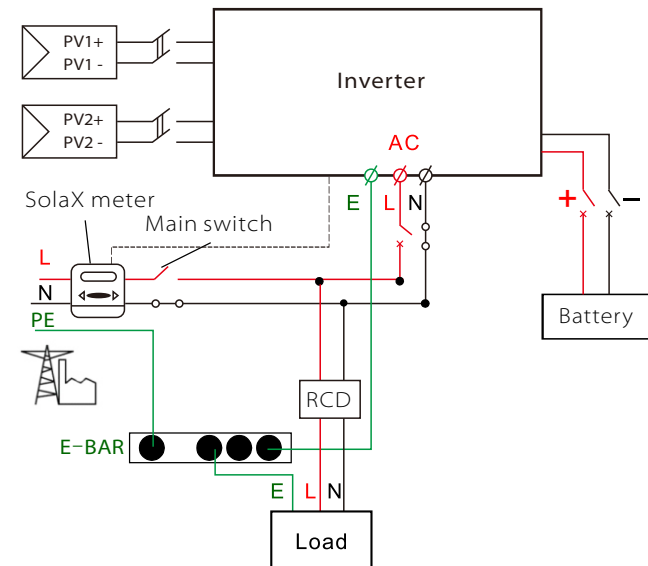 PV1+
PV1 -
PV2+
PV2 -
Inverter
AC
E L N
SolaX meter
Main switch
+ −
L
N
PE
Battery
RCD
E-BAR
E L N
Load